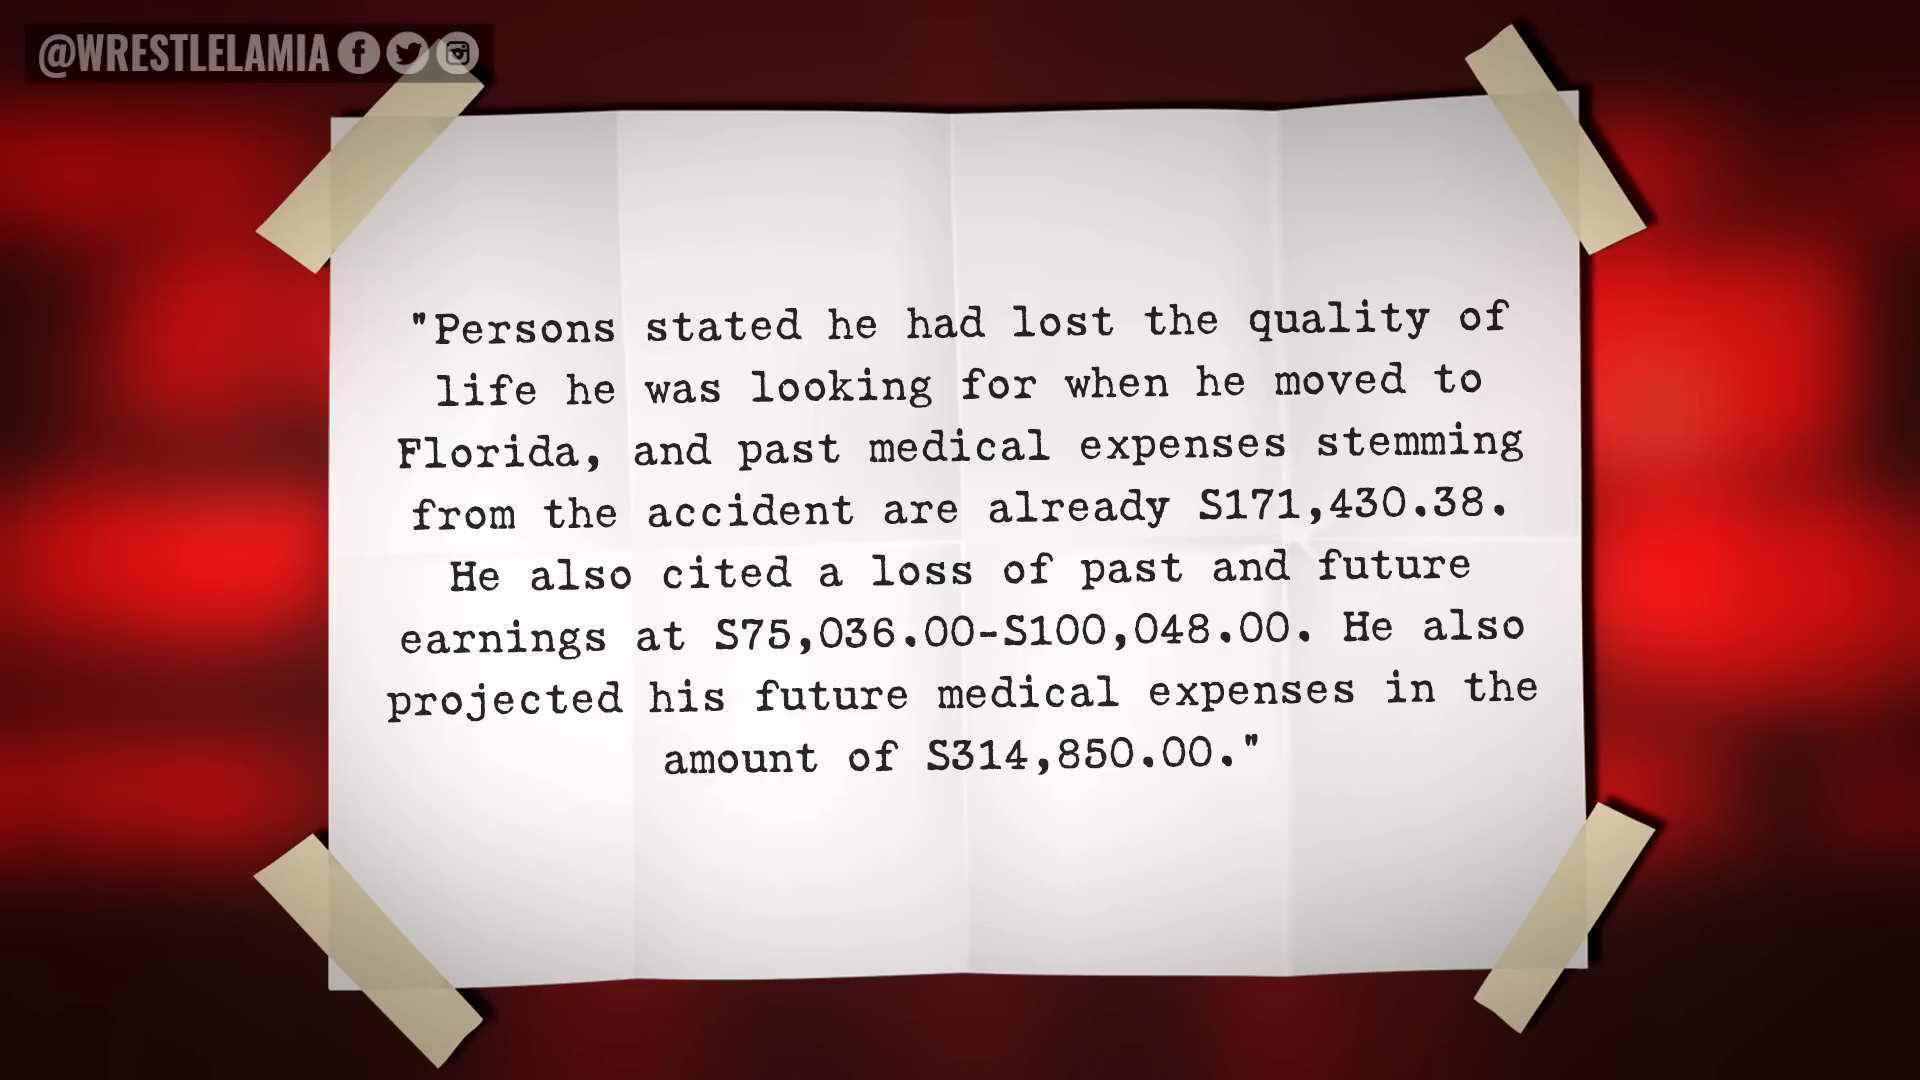 @WRESTLELAMIA
"Persons stated he had lost the quality of
life he was looking for when he moved to
Florida, and past medical expenses stemming
from the accident are already S171,430.38.
He also cited a loss of past and future
earnings at S75,036.00-S100,048.00. He also
projected his future medical expenses in the
amount of S314,850.00."